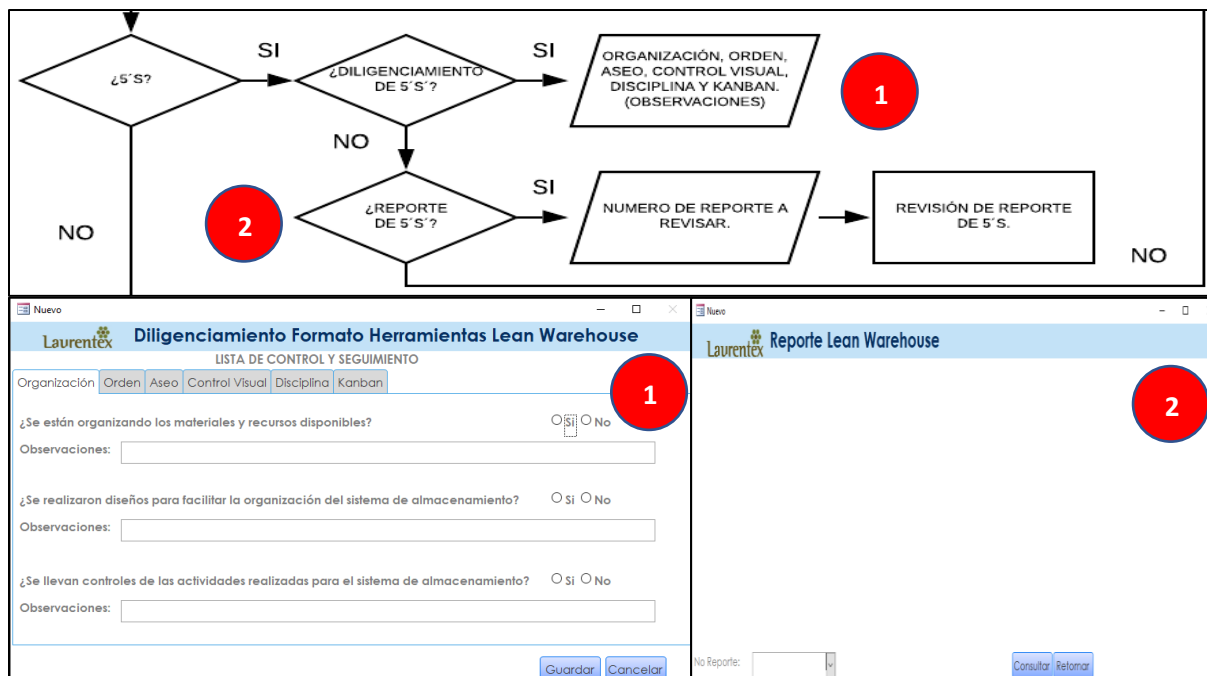 ¿5´S?
SI
¿DILIGENCIAMIENTO
DE 5´S´?
SI
ORGANIZACIÓN, ORDEN,
ASEO, CONTROL VISUAL,
DISCIPLINA Y KANBAN.
(OBSERVACIONES)
1
NO
NO
2
¿REPORTE
DE 5´S´?
SI
NUMERO DE REPORTE A
REVISAR.
REVISIÓN DE REPORTE
DE 5´S.
NO
Nuevo
Laurentex
Diligenciamiento Formato Herramientas Lean Warehouse
LISTA DE CONTROL Y SEGUIMIENTO
Organización Orden Aseo Control Visual Disciplina Kanban
1
¿Se están organizando los materiales y recursos disponibles? Si No
Observaciones:
¿Se realizaron diseños para facilitar la organización del sistema de almacenamiento? Si No
Observaciones:
¿Se llevan controles de las actividades realizadas para el sistema de almacenamiento? Si No
Observaciones:
Guardar Cancelar
Nuevo
Laurentex
Reporte Lean Warehouse
2
No Reporte:
Consultar Retornar